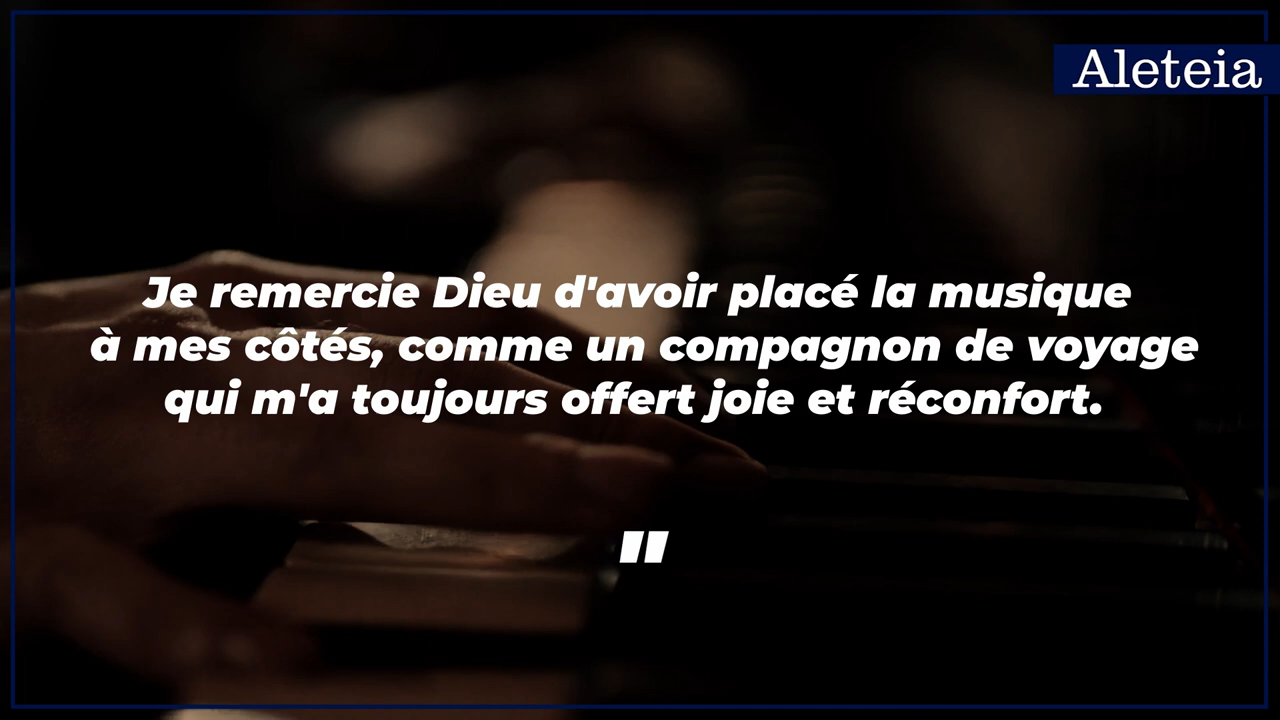 Aleteia
Je remercie Dieu d'avoir placé la musique
à mes côtés, comme un compagnon de voyage
qui m'a toujours offert joie et réconfort.
"